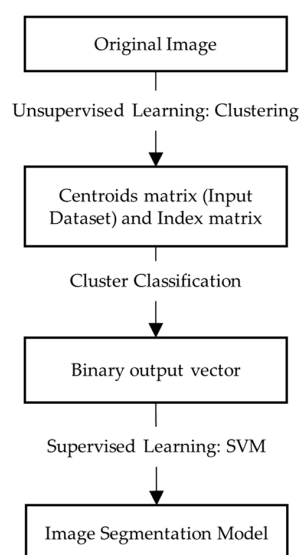 Original Image
Unsupervised Learning: Clustering
Centroids matrix (Input
Dataset) and Index matrix
Cluster Classification
Binary output vector
Supervised Learning: SVM
Image Segmentation Model